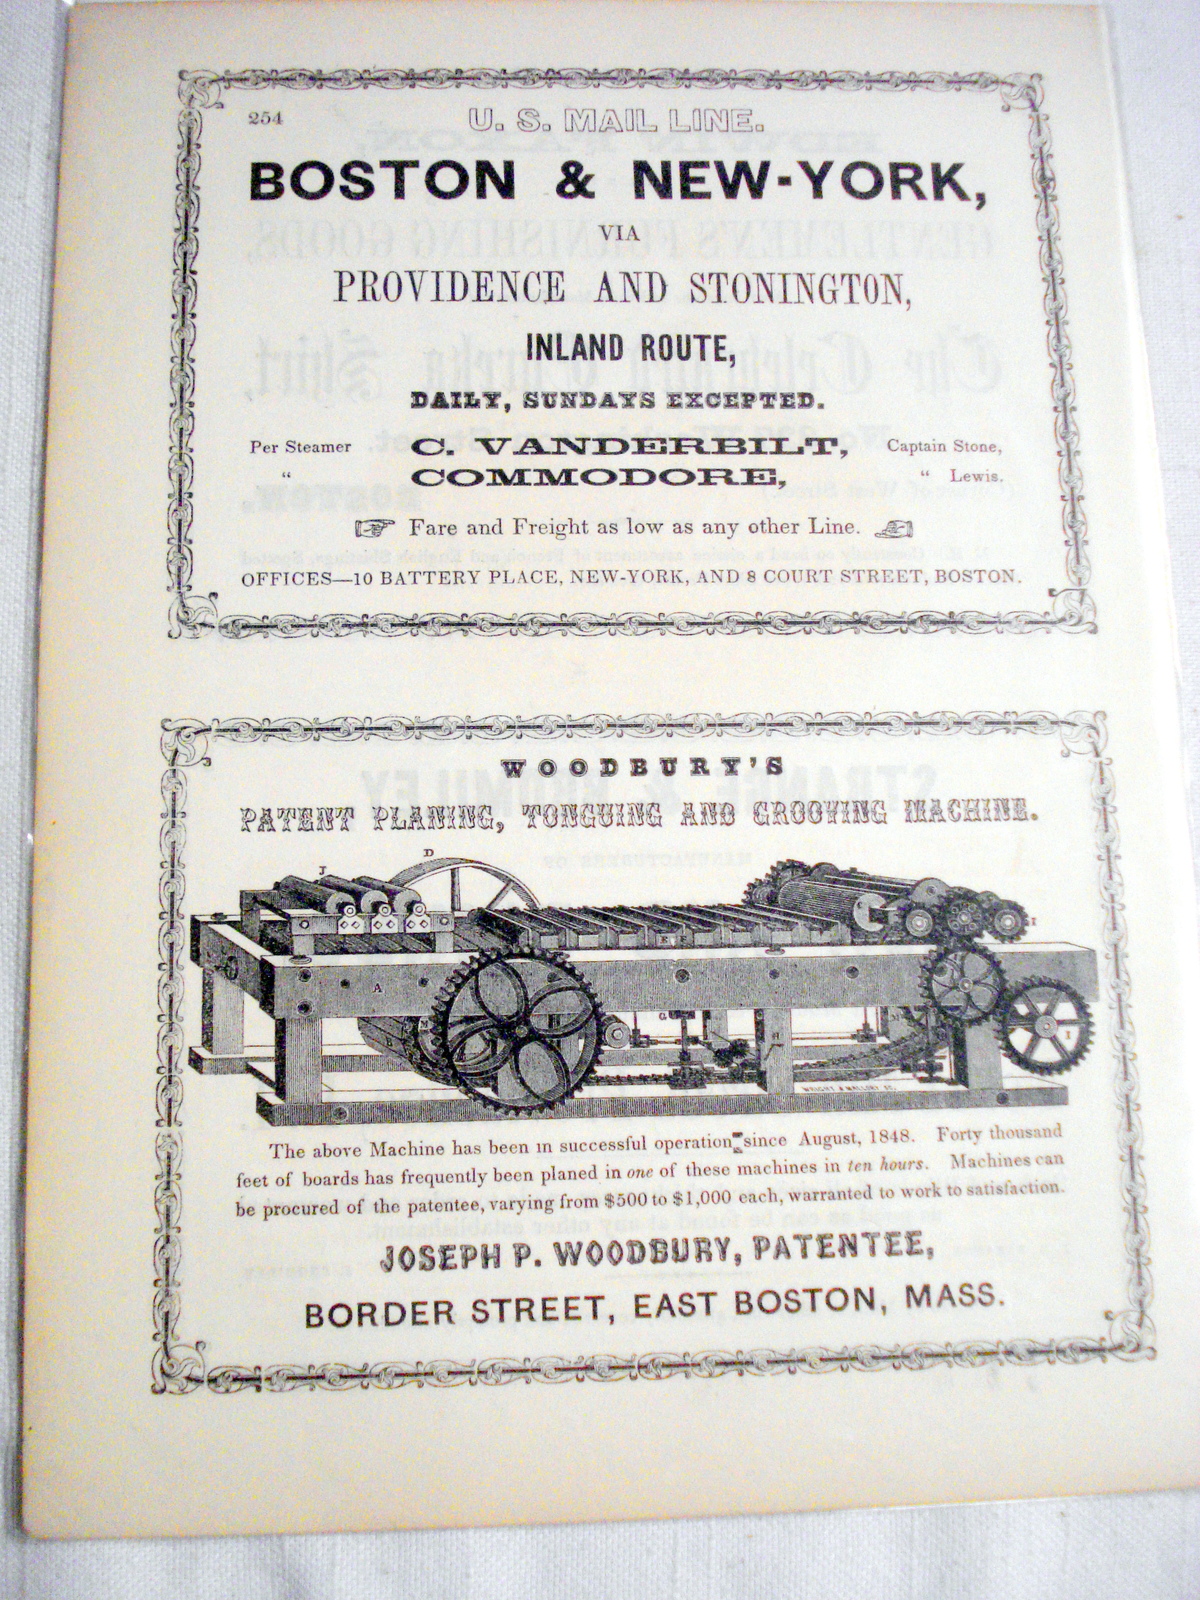 254
U. S. MAIL LINE.
BOSTON & NEW-YORK,
VIA
PROVIDENCE AND STONINGTON,
INLAND ROUTE,
DAILY, SUNDAYS EXCEPTED.
Per Steamer C. VANDERBILT, Captain Stone,
“ COMMODORE, “ Lewis.
☞ Fare and Freight as low as any other Line. ☜
OFFICES—10 BATTERY PLACE, NEW-YORK, AND 8 COURT STREET, BOSTON.
WOODBURY'S
PATENT PLANING, TONGUING AND GROOVING MACHINE.
D
J
I
E E
A
G
M
B
H
I
WRIGHT & MALLORY SC.
The above Machine has been in successful operation since August, 1848. Forty thousand
feet of boards has frequently been planed in one of these machines in ten hours. Machines can
be procured of the patentee, varying from $500 to $1,000 each, warranted to work to satisfaction.
JOSEPH P. WOODBURY, PATENTEE,
BORDER STREET, EAST BOSTON, MASS.